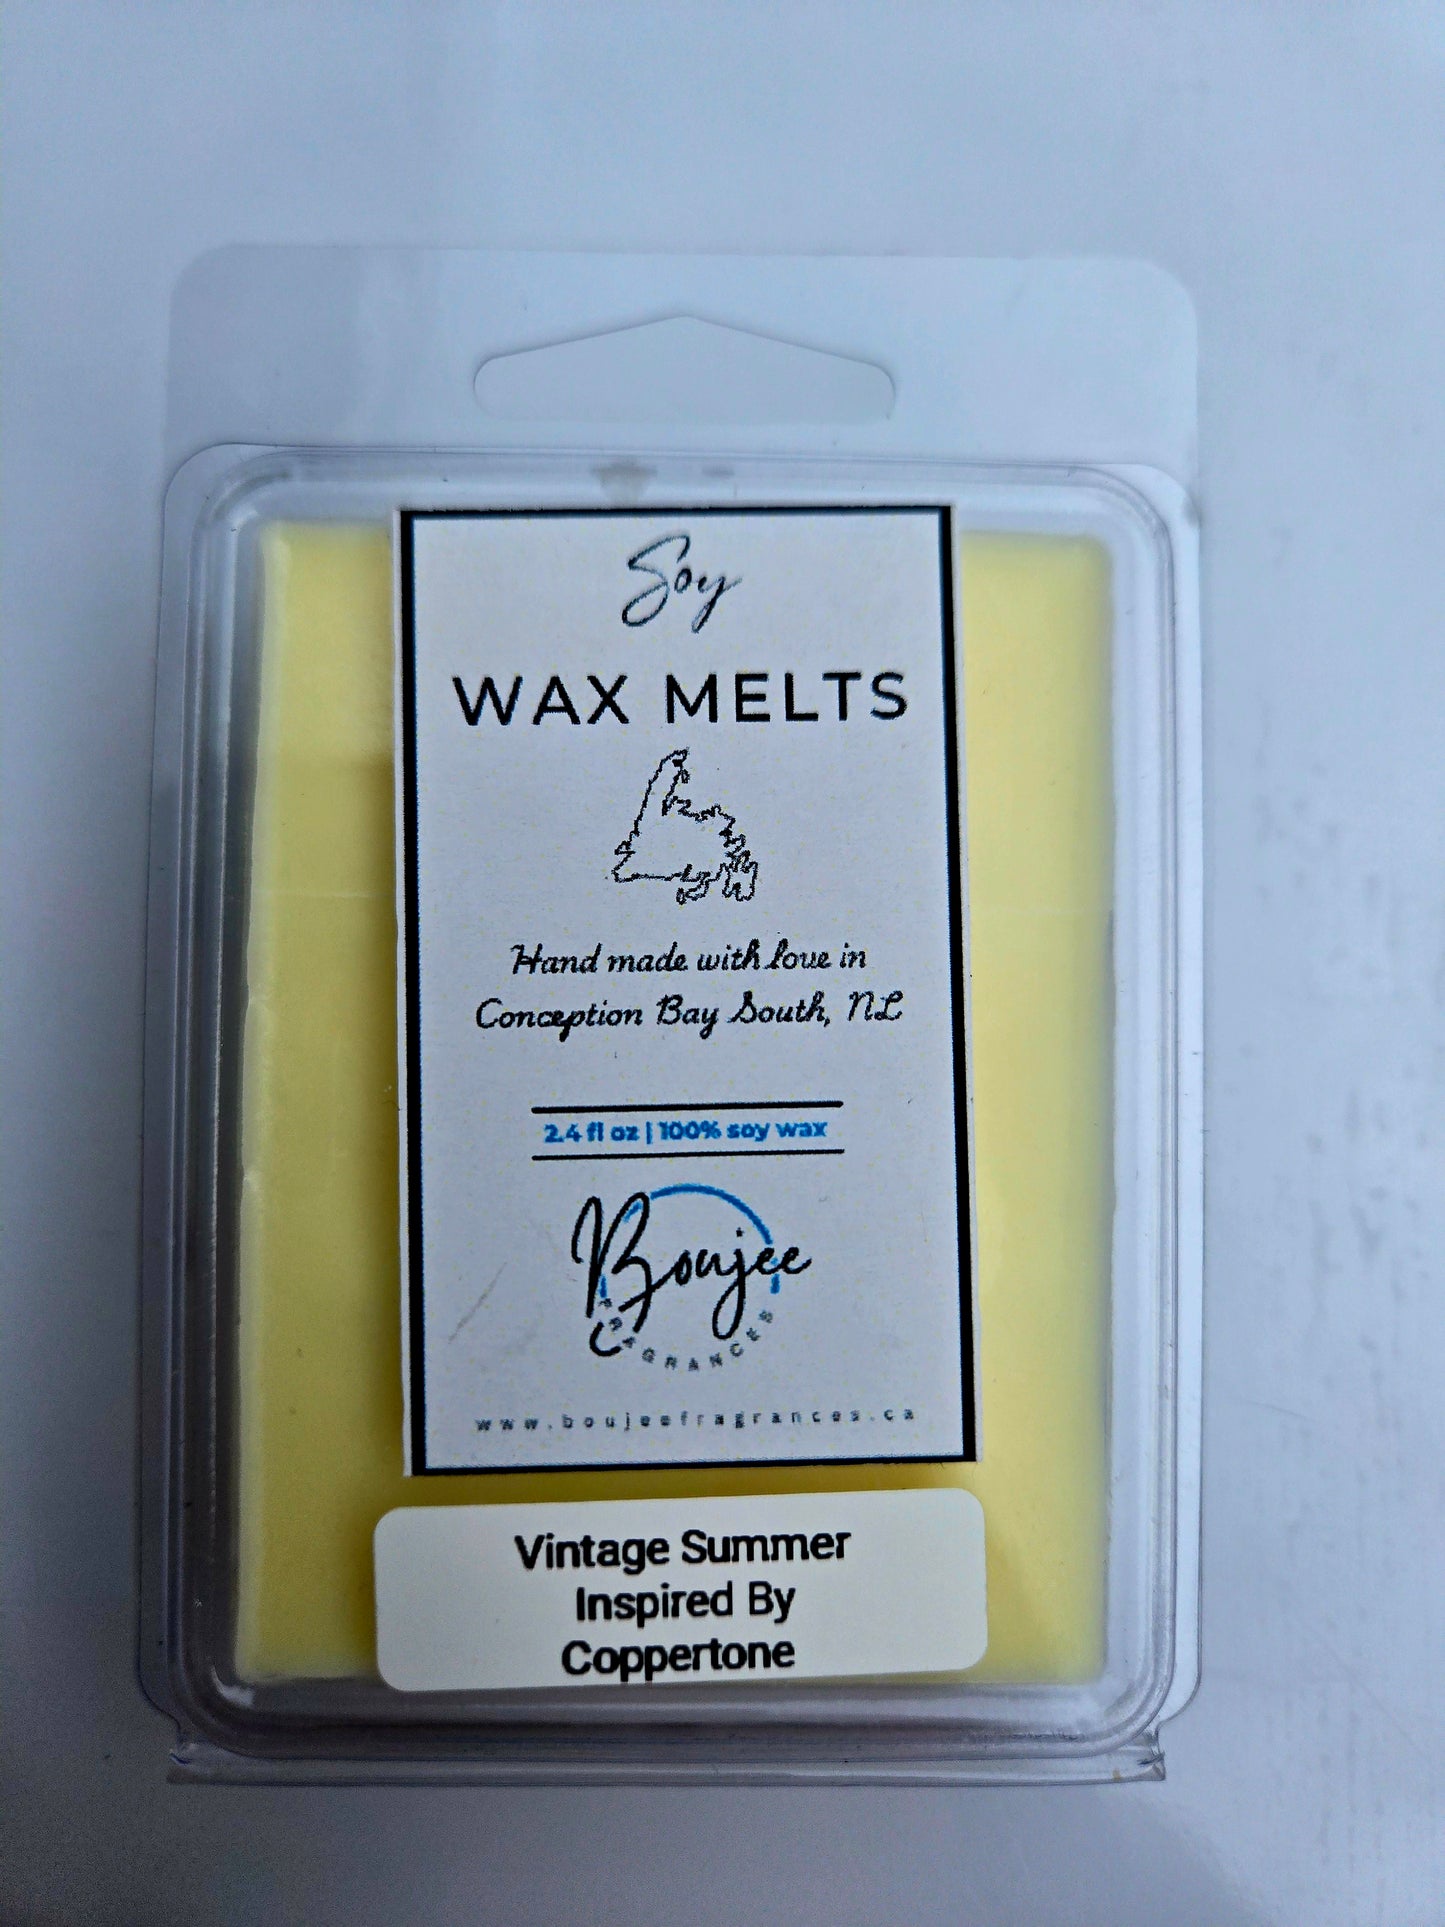 Soy
WAX MELTS
Hand made with love in
Conception Bay South, NL
2.4 fl oz | 100% soy wax
Boujee
FRAGRANCES
www.boujeefragrances.ca
Vintage Summer
Inspired By
Coppertone